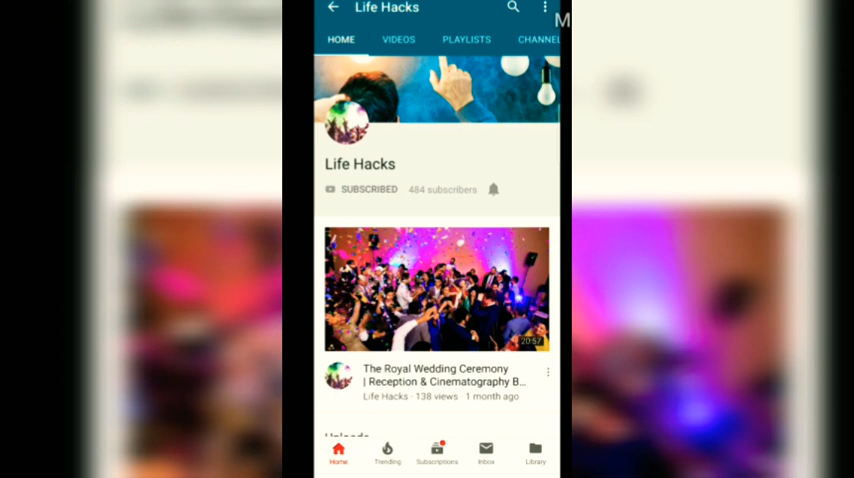 Life Hacks
M
HOME VIDEOS PLAYLISTS CHANNEL
Life Hacks
SUBSCRIBED 484 subscribers
20:57
The Royal Wedding Ceremony
| Reception & Cinematography B...
Life Hacks · 138 views · 1 month ago
Uploads
Home Trending Subscriptions Inbox Library